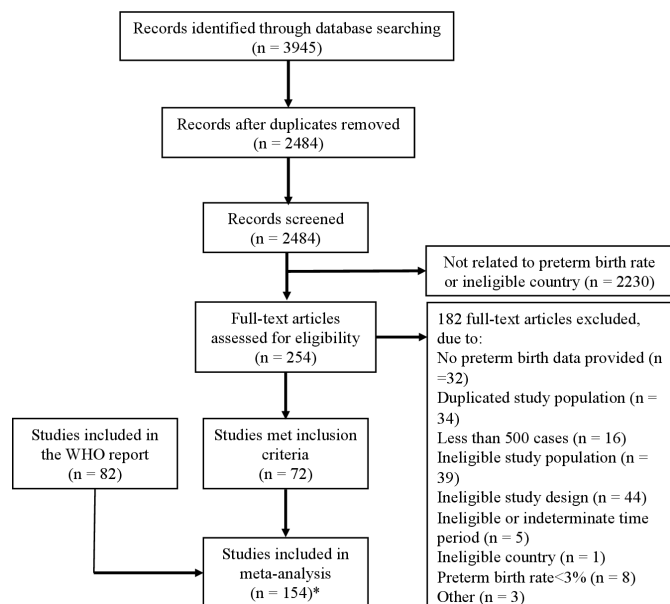 Records identified through database searching
(n = 3945)
Records after duplicates removed
(n = 2484)
Records screened
(n = 2484)
Not related to preterm birth rate
or ineligible country (n = 2230)
Full-text articles
assessed for eligibility
(n = 254)
182 full-text articles excluded,
due to:
No preterm birth data provided (n
=32)
Duplicated study population (n =
34)
Less than 500 cases (n = 16)
Ineligible study population (n =
39)
Ineligible study design (n = 44)
Ineligible or indeterminate time
period (n = 5)
Ineligible country (n = 1)
Preterm birth rate<3% (n = 8)
Other (n = 3)
Studies included in
the WHO report
(n = 82)
Studies met inclusion
criteria
(n = 72)
Studies included in
meta-analysis
(n = 154)*